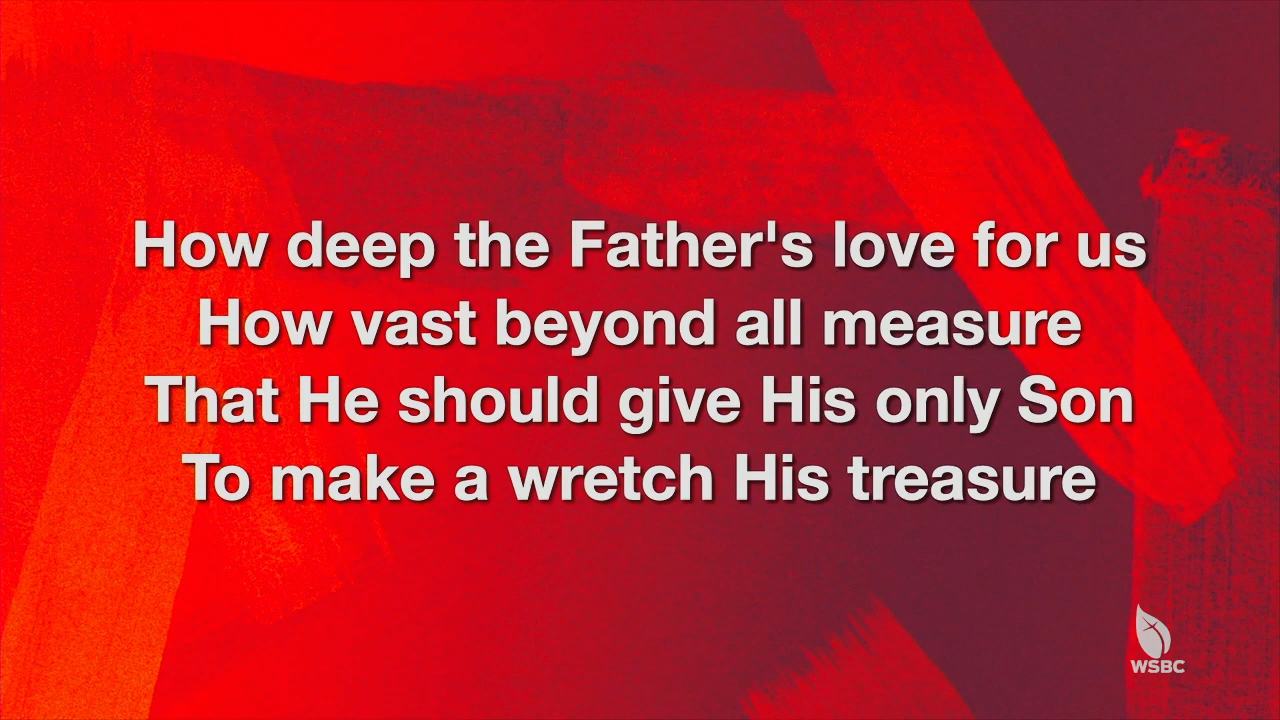 How deep the Father's love for us
How vast beyond all measure
That He should give His only Son
To make a wretch His treasure
WSBC